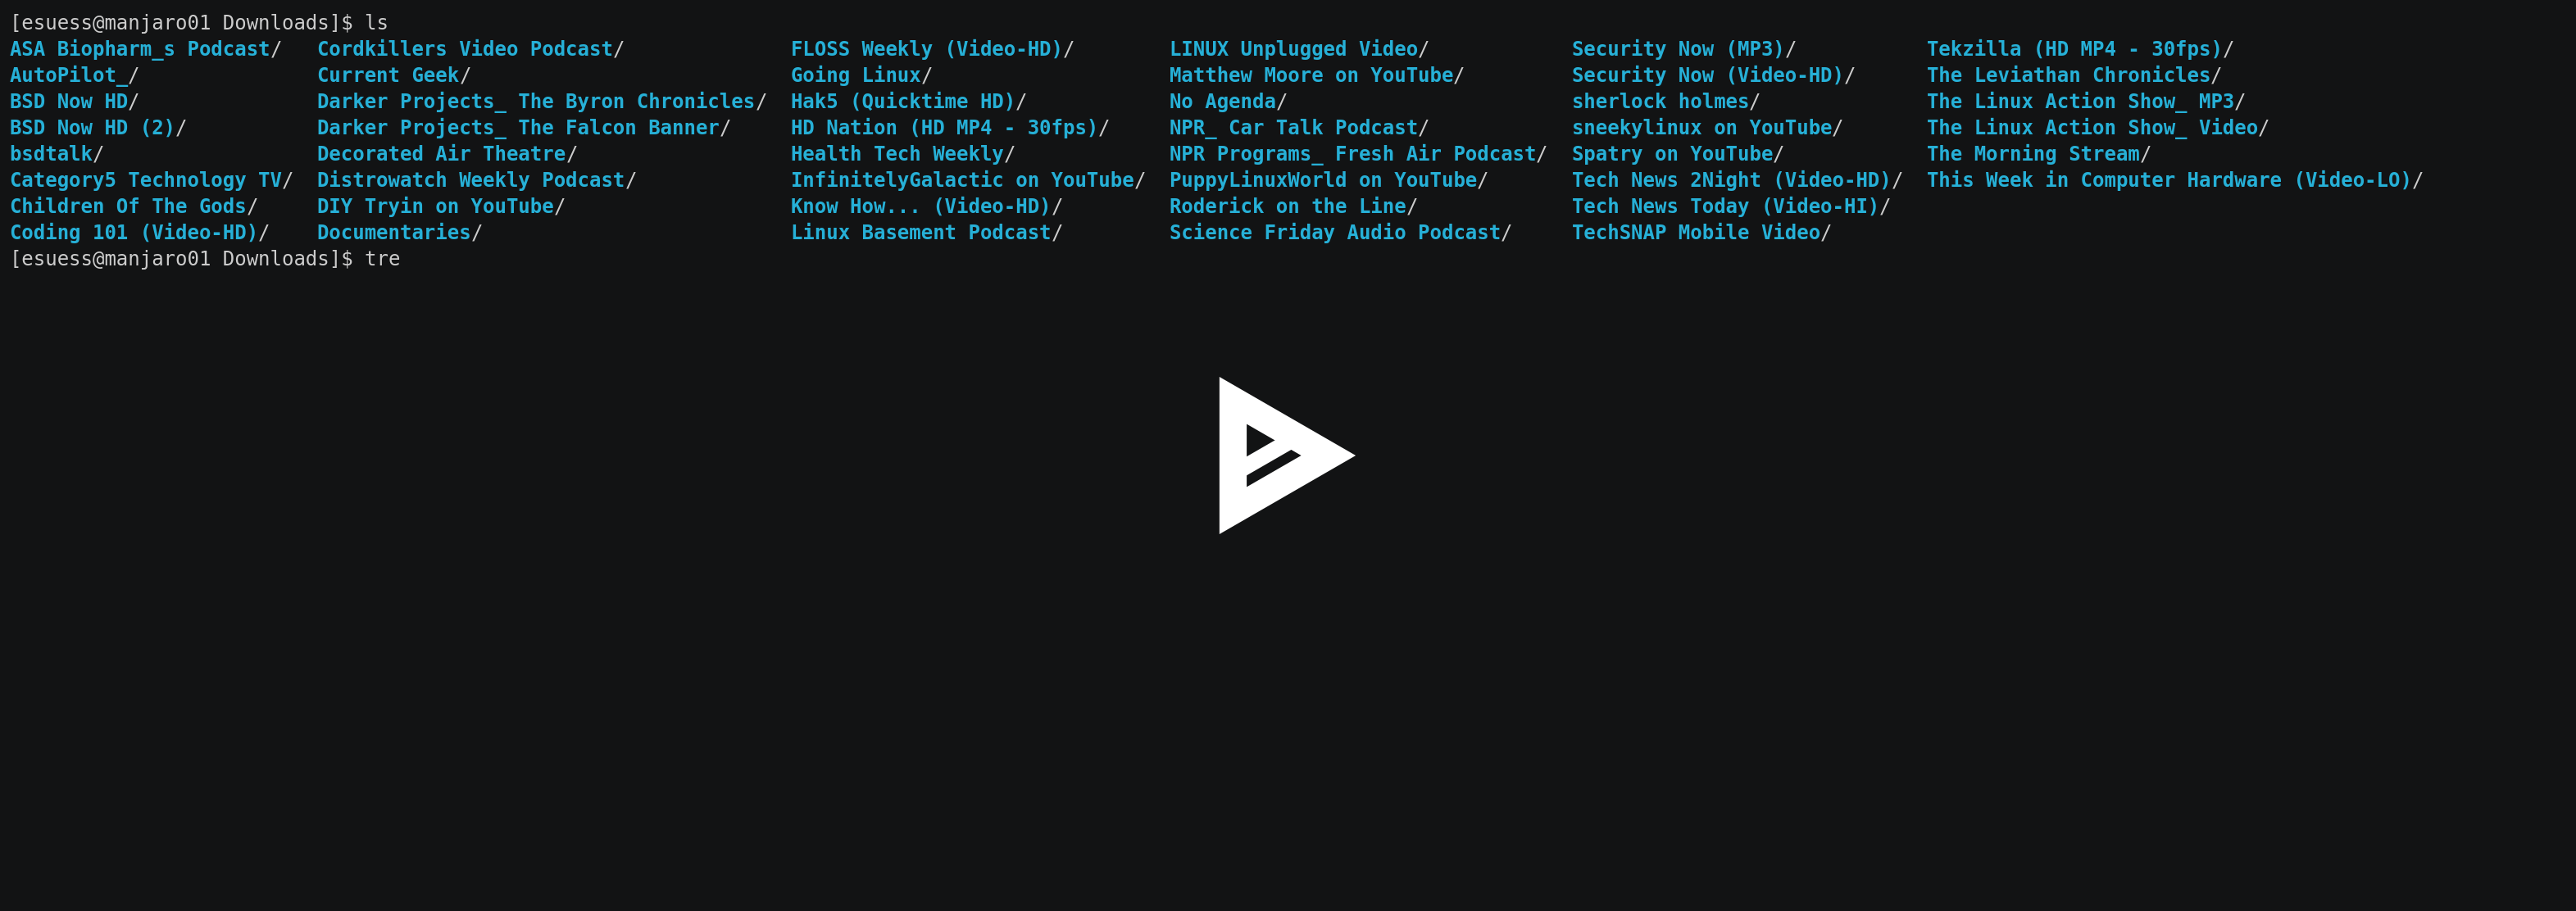 [esuess@manjaro01 Downloads]$ ls
ASA Biopharm_s Podcast/   Cordkillers Video Podcast/              FLOSS Weekly (Video-HD)/        LINUX Unplugged Video/            Security Now (MP3)/           Tekzilla (HD MP4 - 30fps)/
AutoPilot_/               Current Geek/                           Going Linux/                    Matthew Moore on YouTube/         Security Now (Video-HD)/      The Leviathan Chronicles/
BSD Now HD/               Darker Projects_ The Byron Chronicles/  Hak5 (Quicktime HD)/            No Agenda/                        sherlock holmes/              The Linux Action Show_ MP3/
BSD Now HD (2)/           Darker Projects_ The Falcon Banner/     HD Nation (HD MP4 - 30fps)/     NPR_ Car Talk Podcast/            sneekylinux on YouTube/       The Linux Action Show_ Video/
bsdtalk/                  Decorated Air Theatre/                  Health Tech Weekly/             NPR Programs_ Fresh Air Podcast/  Spatry on YouTube/            The Morning Stream/
Category5 Technology TV/  Distrowatch Weekly Podcast/             InfinitelyGalactic on YouTube/  PuppyLinuxWorld on YouTube/       Tech News 2Night (Video-HD)/  This Week in Computer Hardware (Video-LO)/
Children Of The Gods/     DIY Tryin on YouTube/                   Know How... (Video-HD)/         Roderick on the Line/             Tech News Today (Video-HI)/
Coding 101 (Video-HD)/    Documentaries/                          Linux Basement Podcast/         Science Friday Audio Podcast/     TechSNAP Mobile Video/
[esuess@manjaro01 Downloads]$ tre